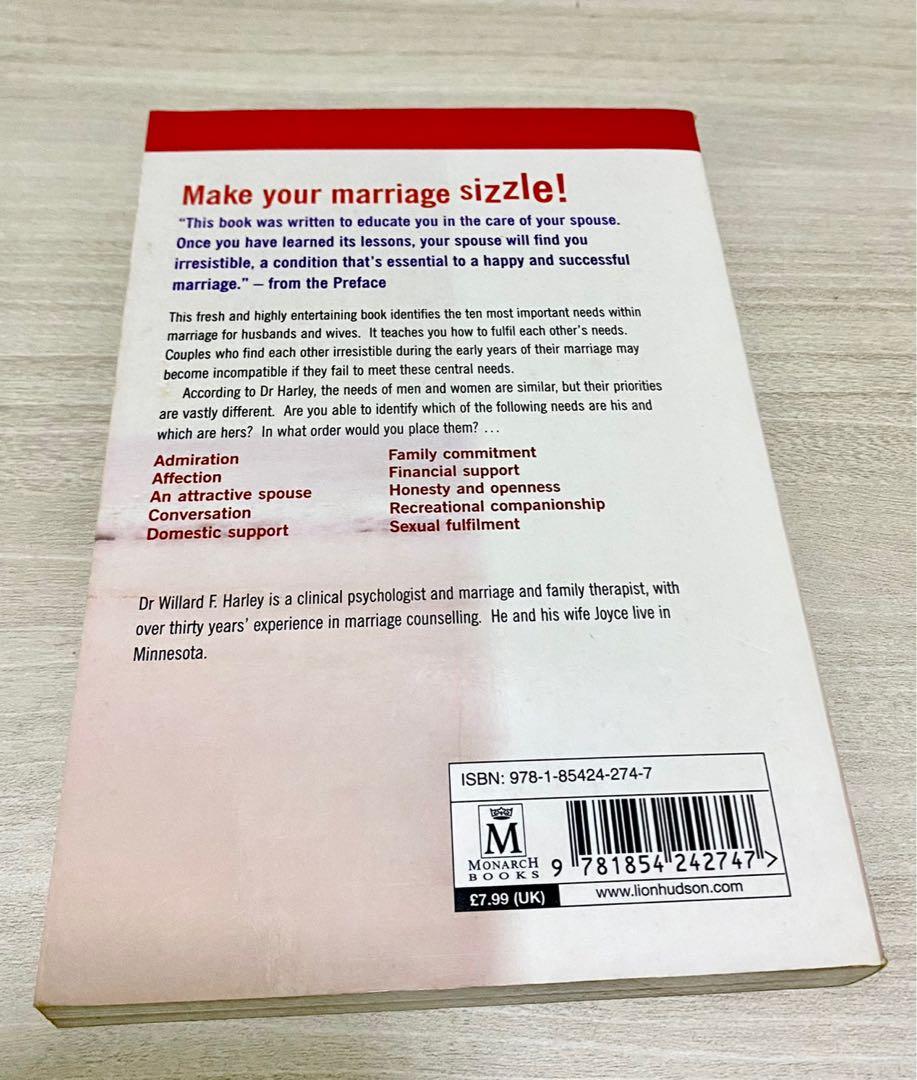 Make your marriage sizzle!
“This book was written to educate you in the care of your spouse.
Once you have learned its lessons, your spouse will find you
irresistible, a condition that’s essential to a happy and successful
marriage.” – from the Preface
This fresh and highly entertaining book identifies the ten most important needs within
marriage for husbands and wives. It teaches you how to fulfil each other’s needs.
Couples who find each other irresistible during the early years of their marriage may
become incompatible if they fail to meet these central needs.
According to Dr Harley, the needs of men and women are similar, but their priorities
are vastly different. Are you able to identify which of the following needs are his and
which are hers? In what order would you place them? ...
Admiration
Affection
An attractive spouse
Conversation
Domestic support
Family commitment
Financial support
Honesty and openness
Recreational companionship
Sexual fulfilment
Dr Willard F. Harley is a clinical psychologist and marriage and family therapist, with
over thirty years’ experience in marriage counselling. He and his wife Joyce live in
Minnesota.
ISBN: 978-1-85424-274-7
M
MONARCH
BOOKS
9 781854 242747 >
£7.99 (UK)
www.lionhudson.com